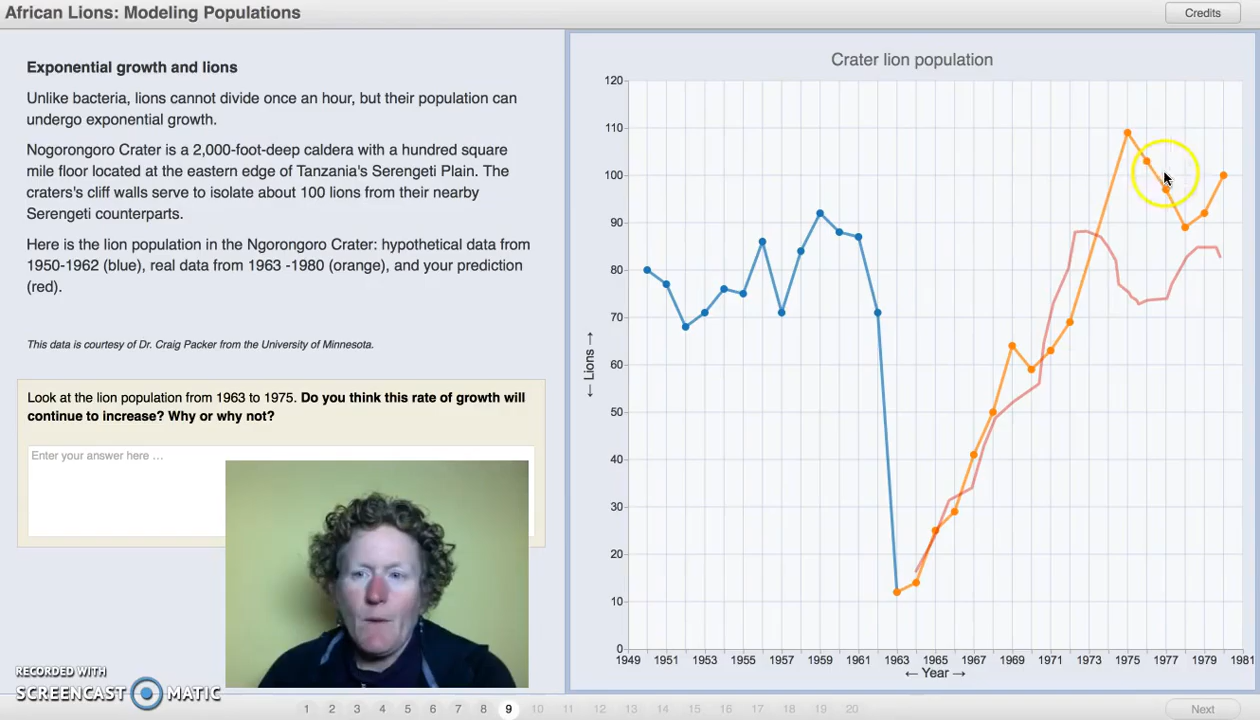 African Lions: Modeling Populations
Credits
Exponential growth and lions
Unlike bacteria, lions cannot divide once an hour, but their population can
undergo exponential growth.
Nogorongoro Crater is a 2,000-foot-deep caldera with a hundred square
mile floor located at the eastern edge of Tanzania's Serengeti Plain. The
craters's cliff walls serve to isolate about 100 lions from their nearby
Serengeti counterparts.
Here is the lion population in the Ngorongoro Crater: hypothetical data from
1950-1962 (blue), real data from 1963 -1980 (orange), and your prediction
(red).
This data is courtesy of Dr. Craig Packer from the University of Minnesota.
Look at the lion population from 1963 to 1975. Do you think this rate of growth will
continue to increase? Why or why not?
Enter your answer here ...
RECORDED WITH
SCREENCAST MATIC
Crater lion population
120
110
100
90
80
70
60
50
40
30
20
10
0
← Lions →
1949 1951 1953 1955 1957 1959 1961 1963 1965 1967 1969 1971 1973 1975 1977 1979 1981
← Year →
1 2 3 4 5 6 7 8 9 10 11 12 13 14 15 16 17 18 19 20
Next